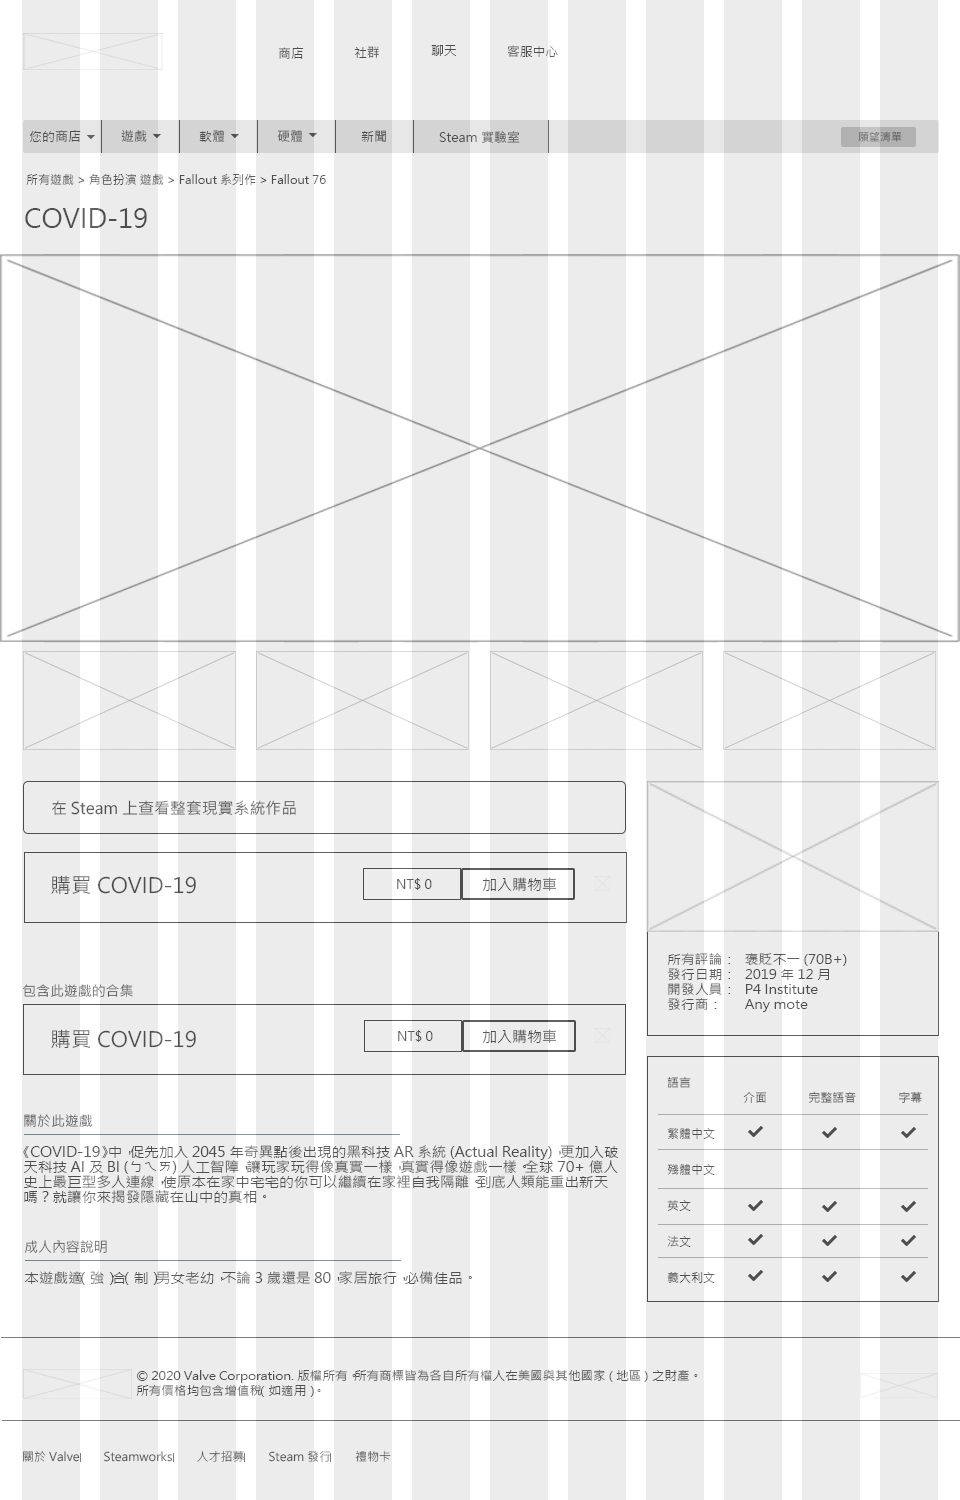 商店 社群 聊天 客服中心
您的商店 遊戲 軟體 硬體 新聞 Steam 實驗室 願望清單
所有遊戲 > 角色扮演 遊戲 > Fallout 系列作 > Fallout 76
COVID-19
在 Steam 上查看整套現實系統作品
購買 COVID-19 NT$ 0 加入購物車
所有評論： 褒貶不一 (70B+)
發行日期： 2019 年 12 月
開發人員： P4 Institute
發行商： Any mote
包含此遊戲的合集
購買 COVID-19 NT$ 0 加入購物車
語言
介面 完整語音 字幕
繁體中文 ✔ ✔ ✔
殘體中文
英文 ✔ ✔ ✔
法文 ✔ ✔ ✔
義大利文 ✔ ✔ ✔
關於此遊戲
《COVID-19》中，促先加入 2045 年奇異點後出現的黑科技 AR 系統 (Actual Reality)，更加入破
天科技 AI 及 BI (ㄅㄟㄞ) 人工智障，讓玩家玩得像真實一樣，真實得像遊戲一樣，全球 70+ 億人
史上最巨型多人連線，使原本在家中宅宅的你可以繼續在家裡自我隔離，到底人類能重出新天
嗎？就讓你來揭發隱藏在山中的真相。
成人內容說明
本遊戲適( 強 )合( 制 )男女老幼，不論 3 歲還是 80，家居旅行，必備佳品。
© 2020 Valve Corporation. 版權所有，所有商標皆為各自所有權人在美國與其他國家 ( 地區 ) 之財產。
所有價格均包含增值稅( 如適用 )。
關於 Valve| Steamworks| 人才招募| Steam 發行| 禮物卡